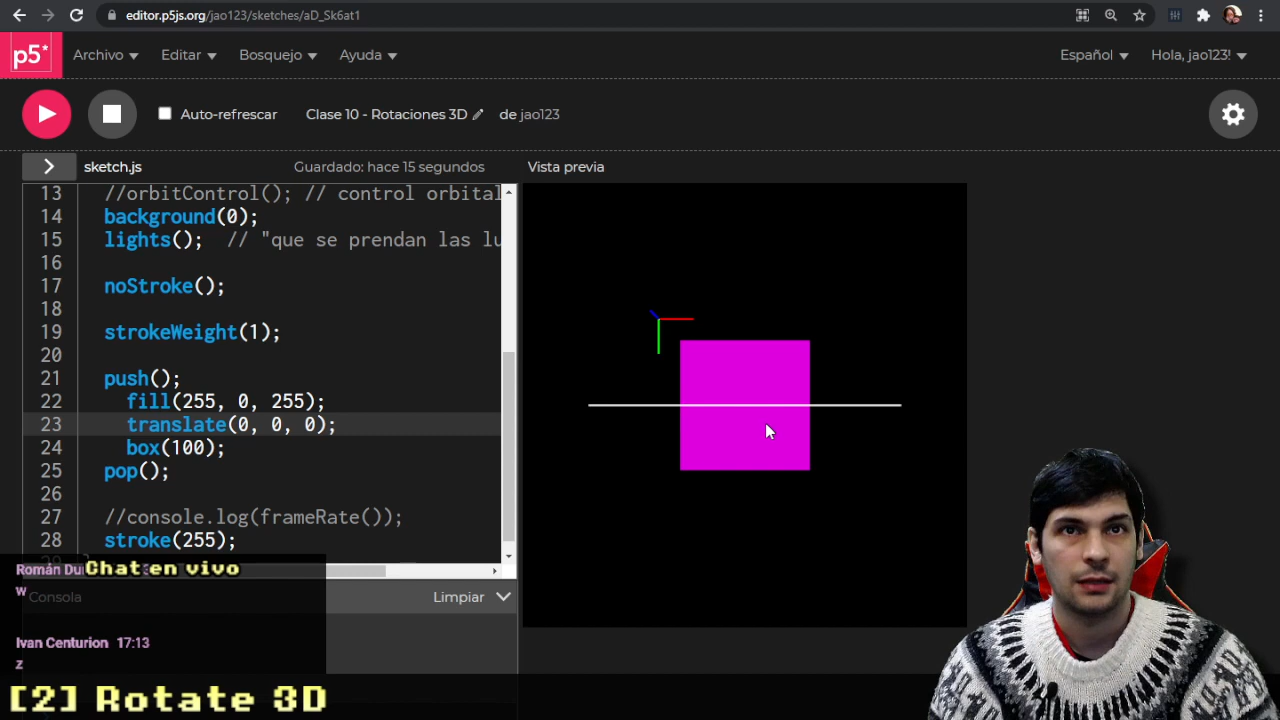 editor.p5js.org/jao123/sketches/aD_Sk6at1
p5*
Archivo
Editar
Bosquejo
Ayuda
Español
Hola, jao123!
Auto-refrescar
Clase 10 - Rotaciones 3D
de jao123
sketch.js
Guardado: hace 15 segundos
Vista previa
13 //orbitControl(); // control orbital
14 background(0);
15 lights(); // "que se prendan las lu
16
17 noStroke();
18
19 strokeWeight(1);
20
21 push();
22 fill(255, 0, 255);
23 translate(0, 0, 0);
24 box(100);
25 pop();
26
27 //console.log(frameRate());
28 stroke(255);
Chat en vivo
Román
w
Consola
Limpiar
Ivan Centurion 17:13
z
[2] Rotate 3D